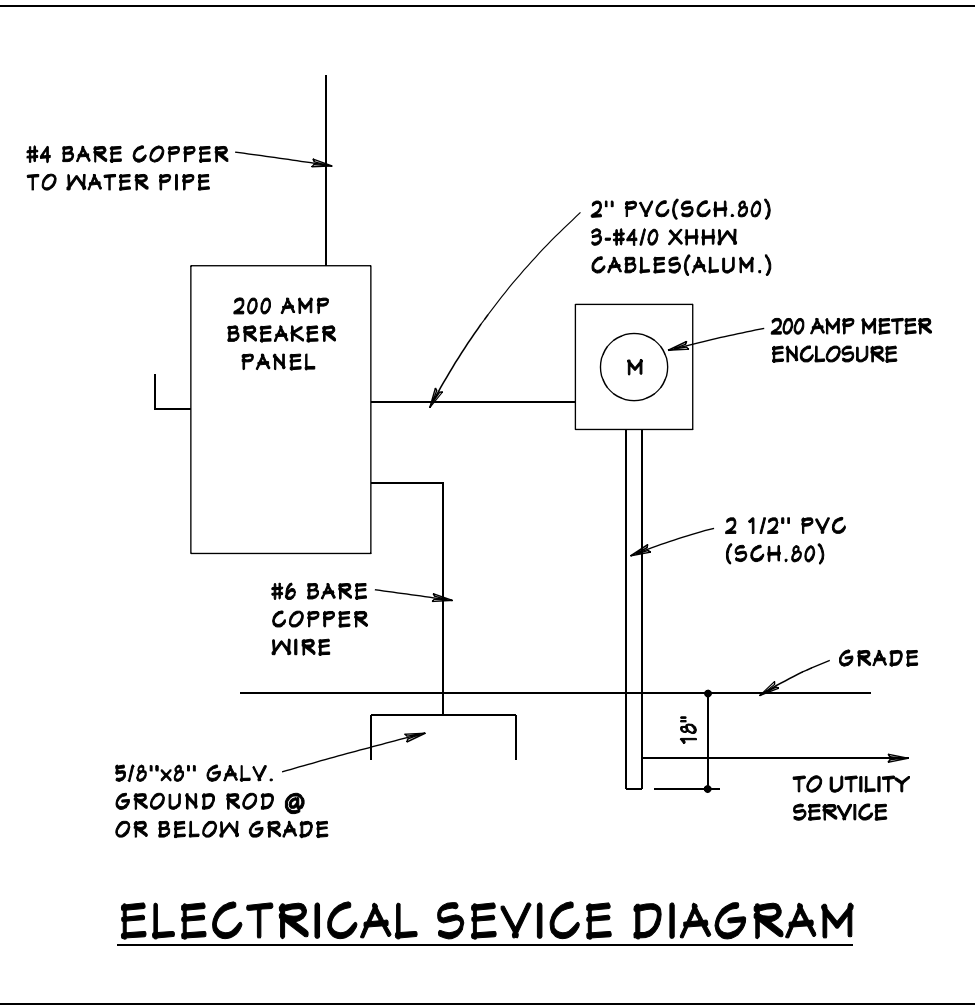 #4 BARE COPPER
TO WATER PIPE
2" PVC(SCH.80)
3-#4/0 XHHW
CABLES(ALUM.)
200 AMP
BREAKER
PANEL
200 AMP METER
ENCLOSURE
M
2 1/2" PVC
(SCH.80)
#6 BARE
COPPER
WIRE
GRADE
18"
5/8"x8" GALV.
GROUND ROD @
OR BELOW GRADE
TO UTILITY
SERVICE
ELECTRICAL SEVICE DIAGRAM